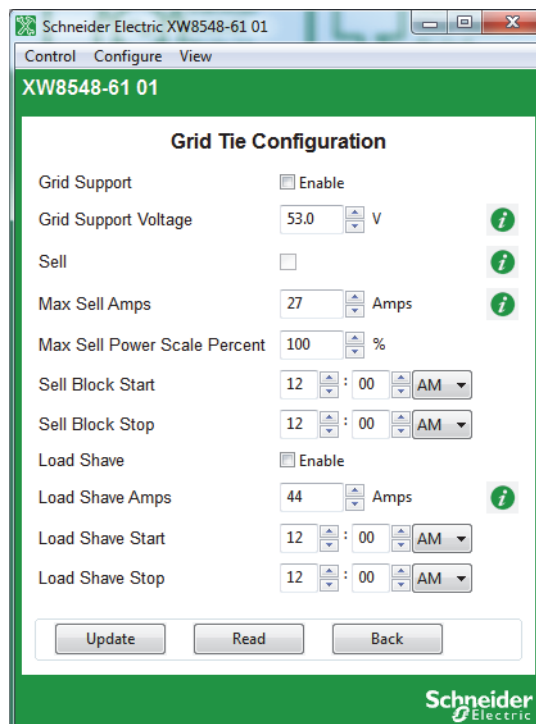 Schneider Electric XW8548-61 01
Control Configure View
XW8548-61 01
Grid Tie Configuration
Grid Support Enable
Grid Support Voltage 53.0 V i
Sell i
Max Sell Amps 27 Amps i
Max Sell Power Scale Percent 100 %
Sell Block Start 12 : 00 AM
Sell Block Stop 12 : 00 AM
Load Shave Enable
Load Shave Amps 44 Amps i
Load Shave Start 12 : 00 AM
Load Shave Stop 12 : 00 AM
Update Read Back
Schneider
Electric